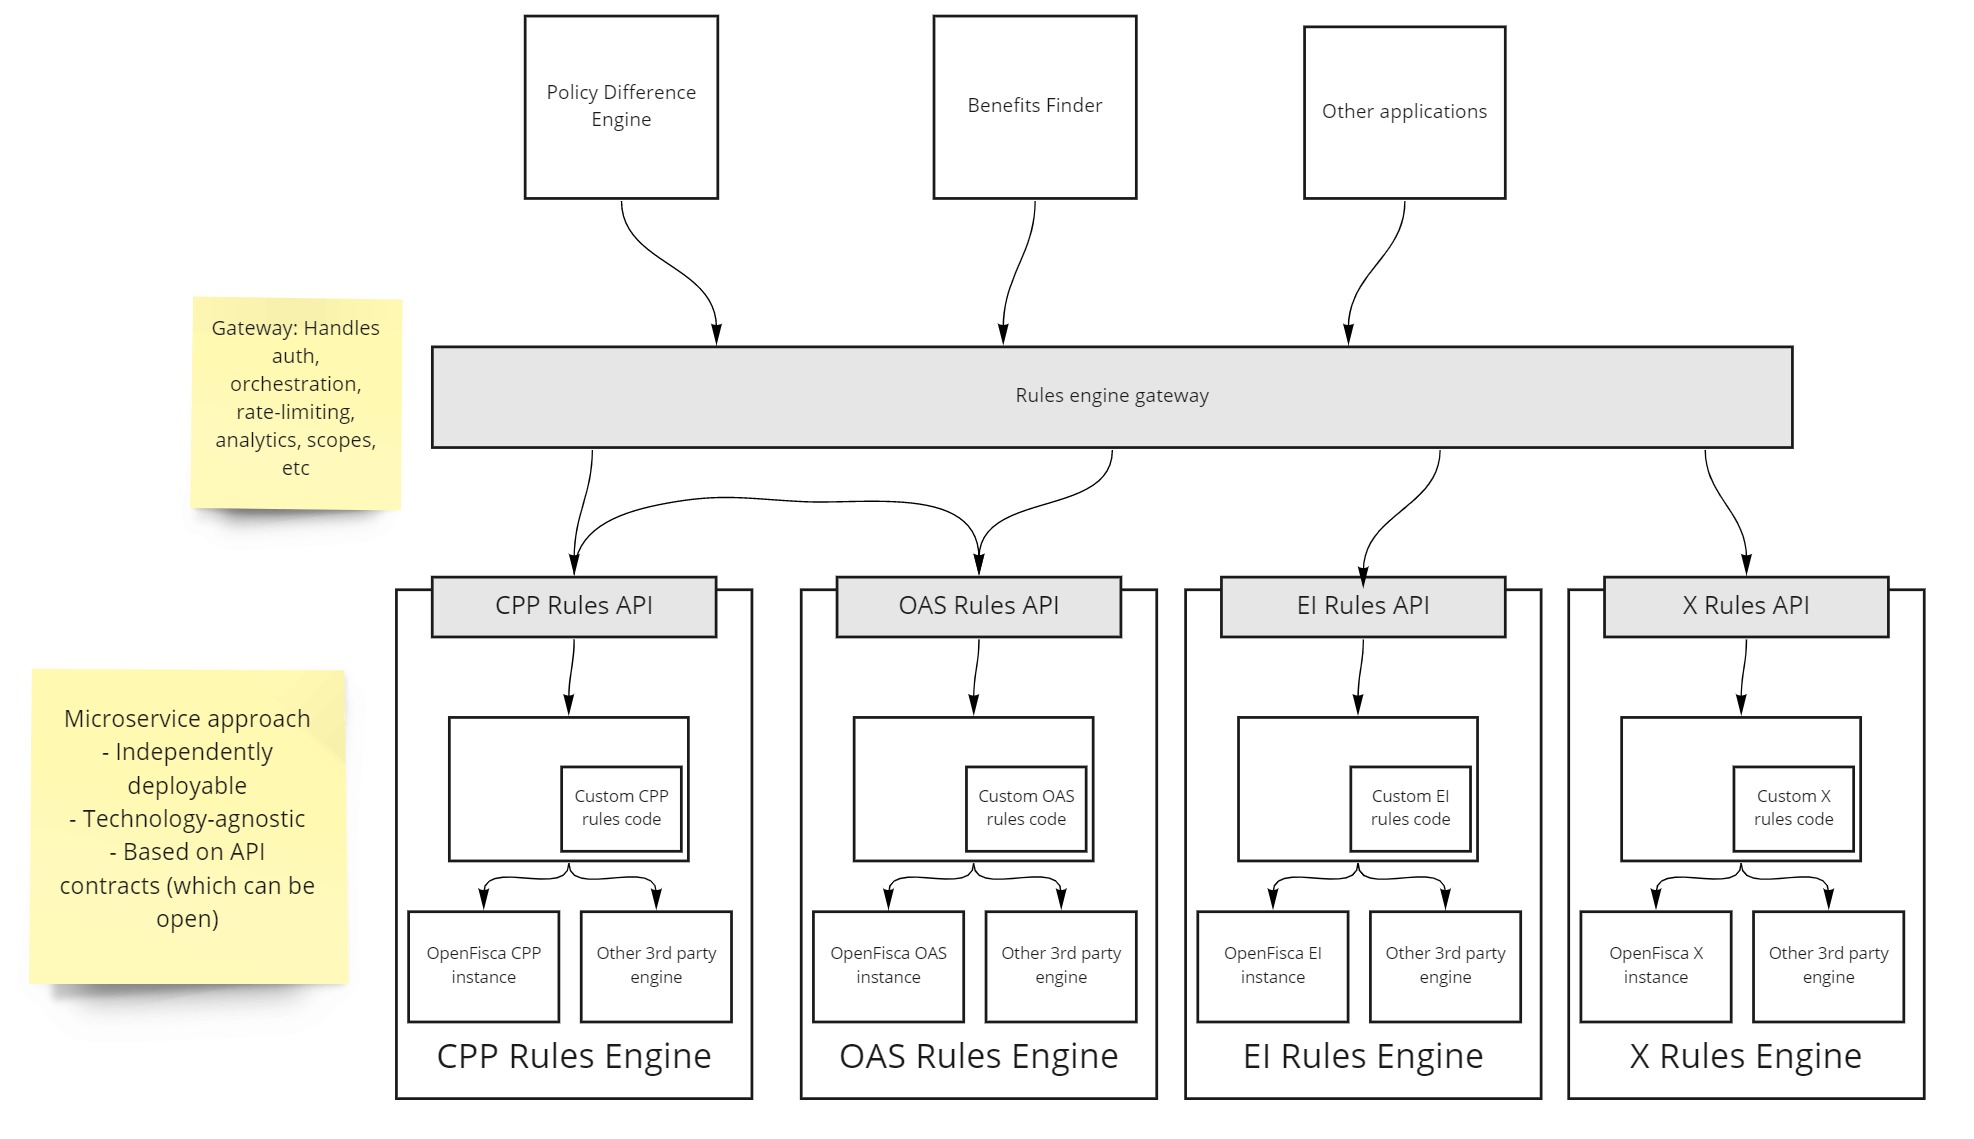 Policy Difference
Engine
Benefits Finder
Other applications
Gateway: Handles
auth,
orchestration,
rate-limiting,
analytics, scopes,
etc
Rules engine gateway
CPP Rules API
OAS Rules API
EI Rules API
X Rules API
Microservice approach
- Independently
deployable
- Technology-agnostic
- Based on API
contracts (which can be
open)
Custom CPP
rules code
Custom OAS
rules code
Custom EI
rules code
Custom X
rules code
OpenFisca CPP
instance
Other 3rd party
engine
OpenFisca OAS
instance
Other 3rd party
engine
OpenFisca EI
instance
Other 3rd party
engine
OpenFisca X
instance
Other 3rd party
engine
CPP Rules Engine
OAS Rules Engine
EI Rules Engine
X Rules Engine